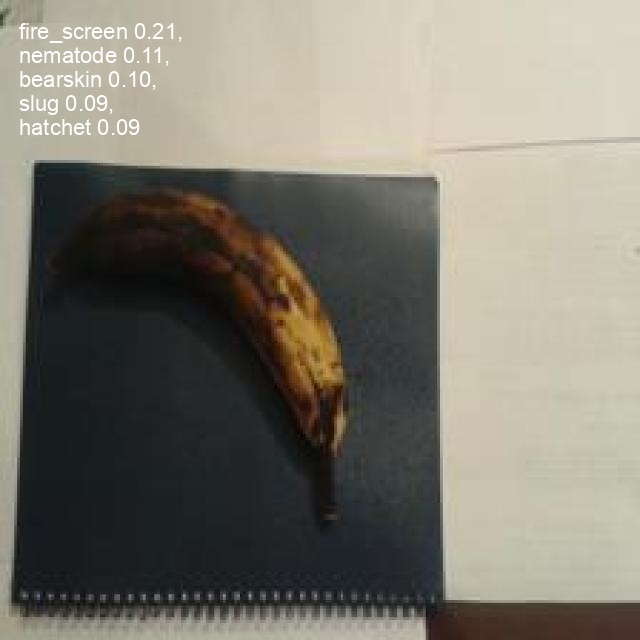 fire_screen 0.21,
nematode 0.11,
bearskin 0.10,
slug 0.09,
hatchet 0.09